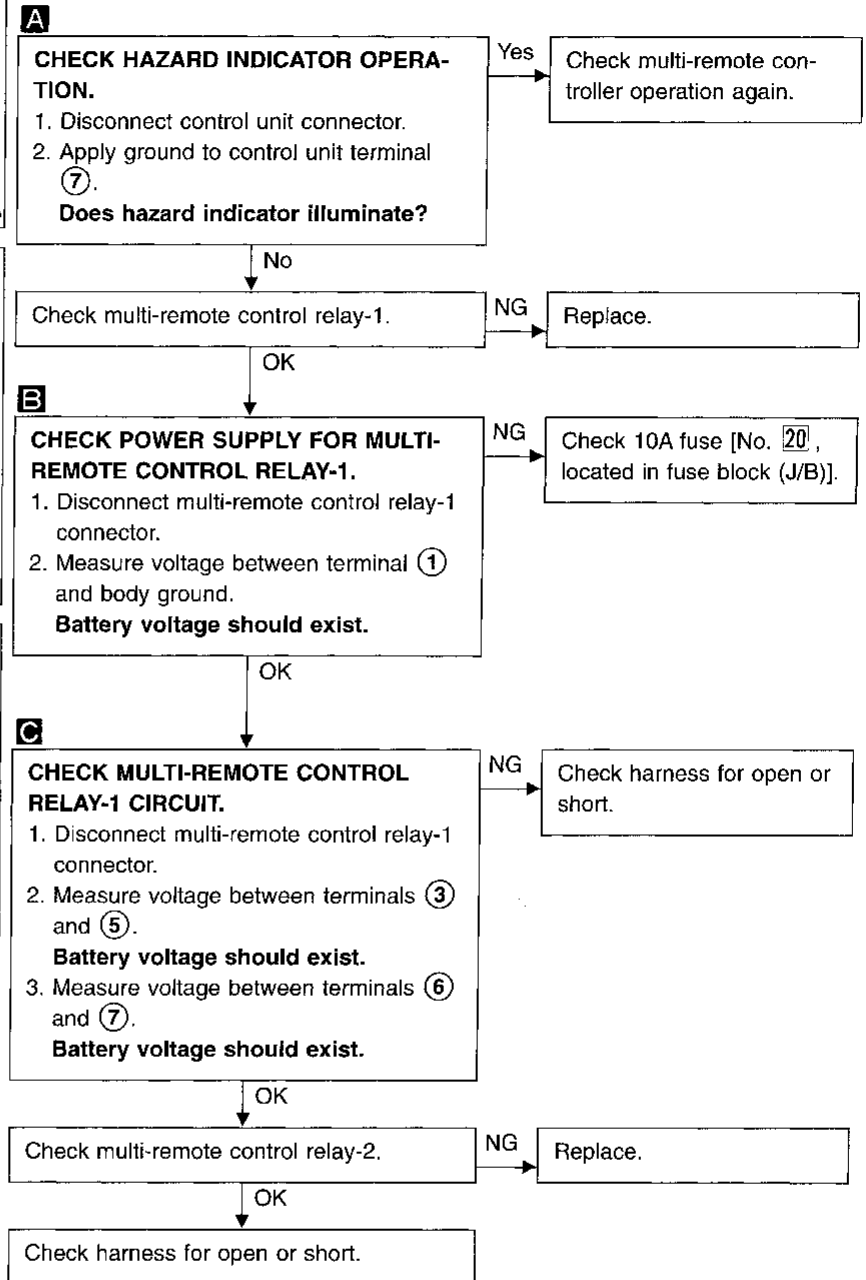 A
CHECK HAZARD INDICATOR OPERA-
TION.
1. Disconnect control unit connector.
2. Apply ground to control unit terminal
⑦.
Does hazard indicator illuminate?
Yes
Check multi-remote con-
troller operation again.
No
Check multi-remote control relay-1.
NG
Replace.
OK
B
CHECK POWER SUPPLY FOR MULTI-
REMOTE CONTROL RELAY-1.
1. Disconnect multi-remote control relay-1
connector.
2. Measure voltage between terminal ①
and body ground.
Battery voltage should exist.
NG
Check 10A fuse [No. 20,
located in fuse block (J/B)].
OK
C
CHECK MULTI-REMOTE CONTROL
RELAY-1 CIRCUIT.
1. Disconnect multi-remote control relay-1
connector.
2. Measure voltage between terminals ③
and ⑤.
Battery voltage should exist.
3. Measure voltage between terminals ⑥
and ⑦.
Battery voltage should exist.
NG
Check harness for open or
short.
OK
Check multi-remote control relay-2.
NG
Replace.
OK
Check harness for open or short.